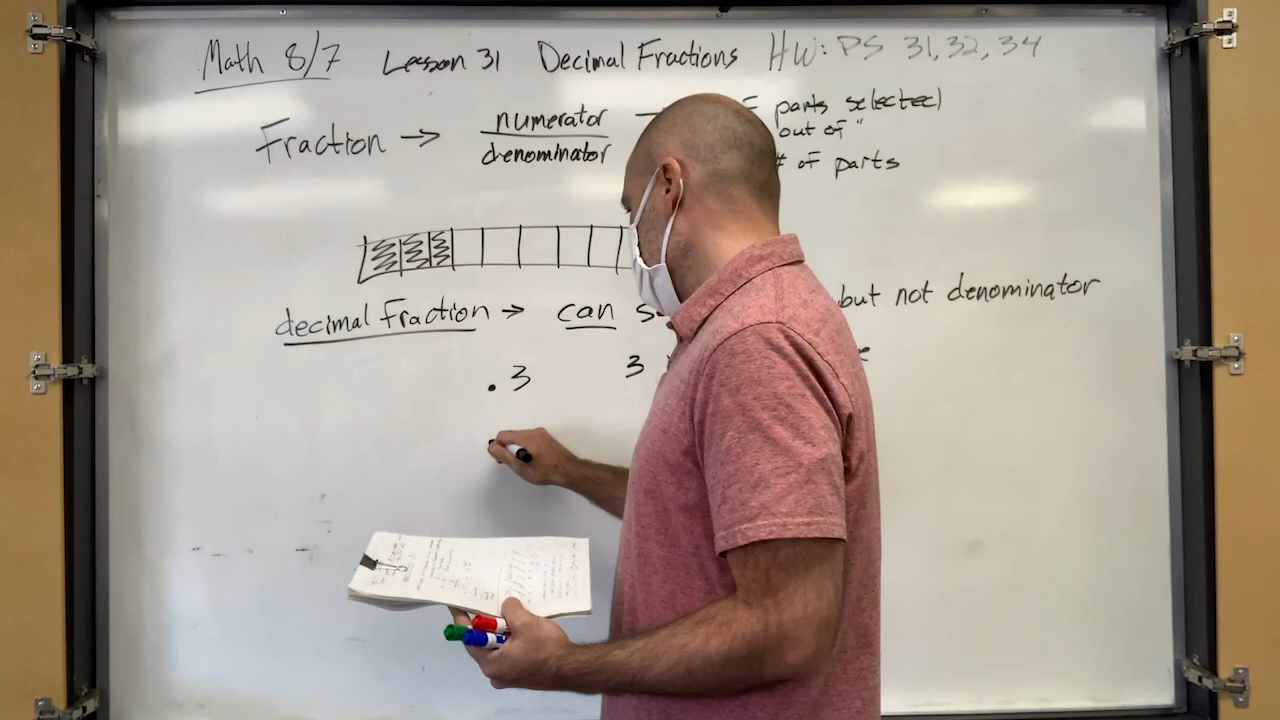 Math 8/7 Lesson 31 Decimal Fractions HW: PS 31, 32, 34
Fraction → numerator → parts selected
denominator out of "
# of parts
decimal fraction → can but not denominator
.3 3